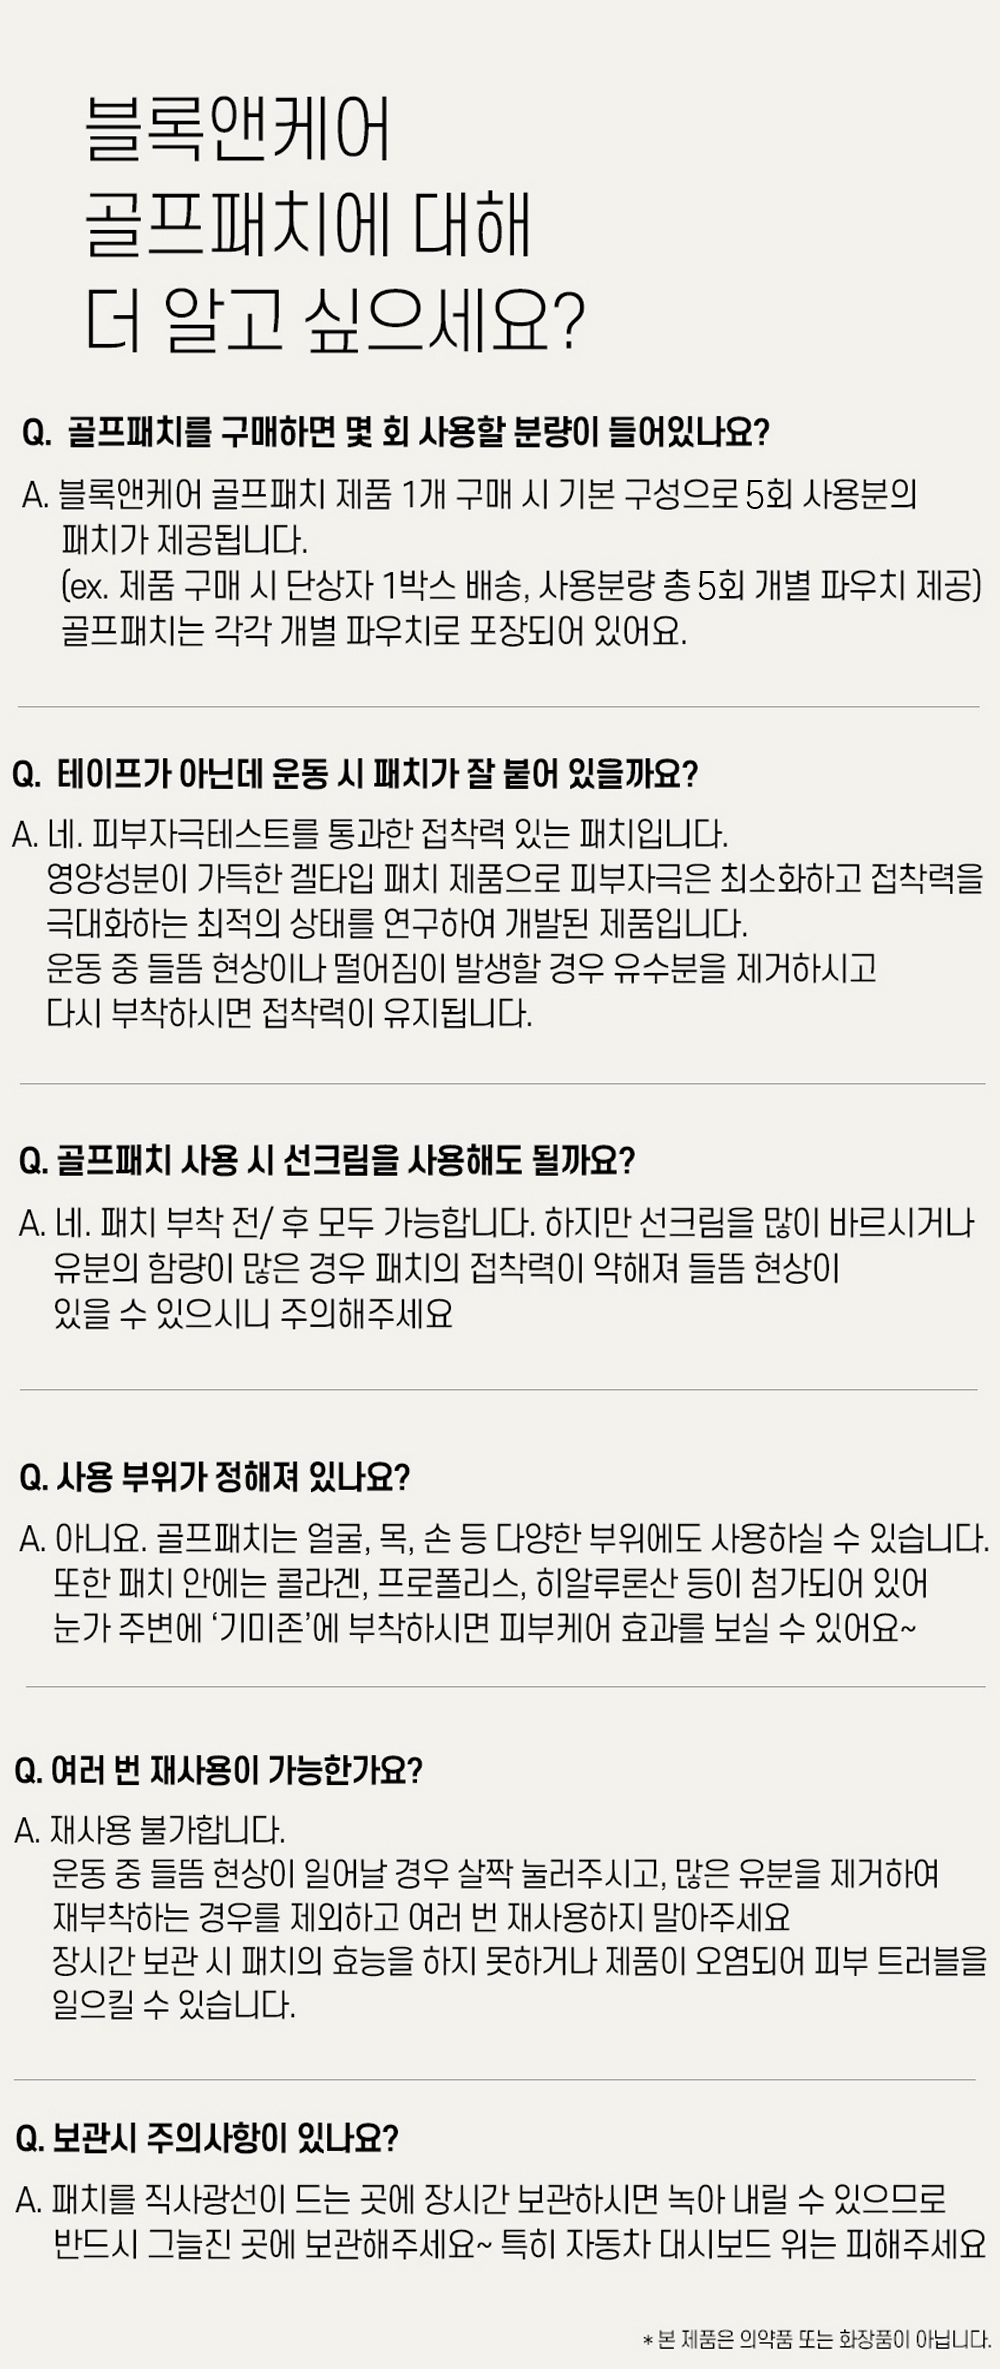 블록앤케어
골프패치에 대해
더 알고 싶으세요?
Q. 골프패치를 구매하면 몇 회 사용할 분량이 들어있나요?
A. 블록앤케어 골프패치 제품 1개 구매 시 기본 구성으로 5회 사용분의
패치가 제공됩니다.
(ex. 제품 구매 시 단상자 1박스 배송, 사용분량 총 5회 개별 파우치 제공)
골프패치는 각각 개별 파우치로 포장되어 있어요.
Q. 테이프가 아닌데 운동 시 패치가 잘 붙어 있을까요?
A. 네. 피부자극테스트를 통과한 접착력 있는 패치입니다.
영양성분이 가득한 겔타입 패치 제품으로 피부자극은 최소화하고 접착력을
극대화하는 최적의 상태를 연구하여 개발된 제품입니다.
운동 중 들뜸 현상이나 떨어짐이 발생할 경우 유수분을 제거하시고
다시 부착하시면 접착력이 유지됩니다.
Q. 골프패치 사용 시 선크림을 사용해도 될까요?
A. 네. 패치 부착 전/ 후 모두 가능합니다. 하지만 선크림을 많이 바르시거나
유분의 함량이 많은 경우 패치의 접착력이 약해져 들뜸 현상이
있을 수 있으시니 주의해주세요
Q. 사용 부위가 정해져 있나요?
A. 아니요. 골프패치는 얼굴, 목, 손 등 다양한 부위에도 사용하실 수 있습니다.
또한 패치 안에는 콜라겐, 프로폴리스, 히알루론산 등이 첨가되어 있어
눈가 주변에 ‘기미존’에 부착하시면 피부케어 효과를 보실 수 있어요~
Q. 여러 번 재사용이 가능한가요?
A. 재사용 불가합니다.
운동 중 들뜸 현상이 일어날 경우 살짝 눌러주시고, 많은 유분을 제거하여
재부착하는 경우를 제외하고 여러 번 재사용하지 말아주세요
장시간 보관 시 패치의 효능을 하지 못하거나 제품이 오염되어 피부 트러블을
일으킬 수 있습니다.
Q. 보관시 주의사항이 있나요?
A. 패치를 직사광선이 드는 곳에 장시간 보관하시면 녹아 내릴 수 있으므로
반드시 그늘진 곳에 보관해주세요~ 특히 자동차 대시보드 위는 피해주세요
* 본 제품은 의약품 또는 화장품이 아닙니다.